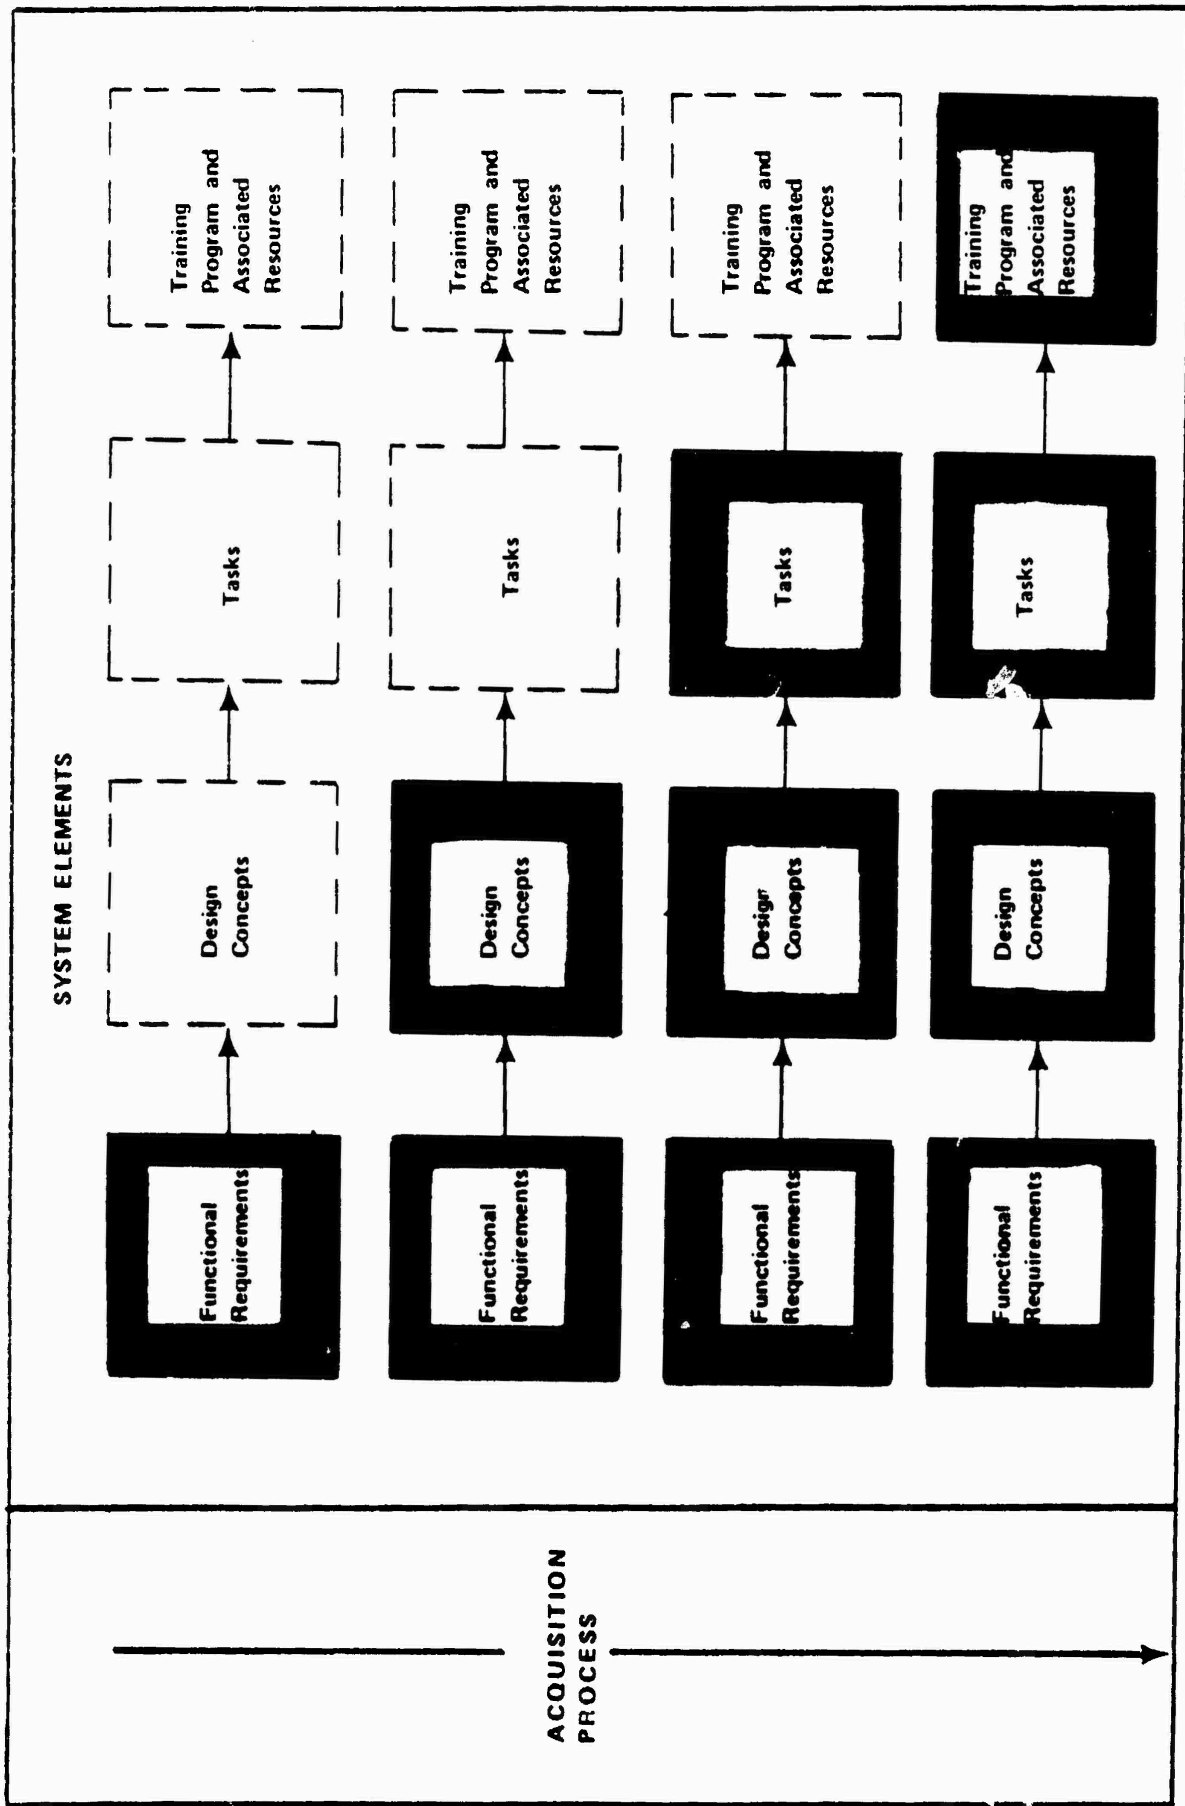 SYSTEM ELEMENTS
ACQUISITION
PROCESS
Functional
Requirements
Design
Concepts
Tasks
Training
Program and
Associated
Resources
Functional
Requirements
Design
Concepts
Tasks
Training
Program and
Associated
Resources
Functional
Requirements
Design
Concepts
Tasks
Training
Program and
Associated
Resources
Functional
Requirements
Design
Concepts
Tasks
Training
Program and
Associated
Resources